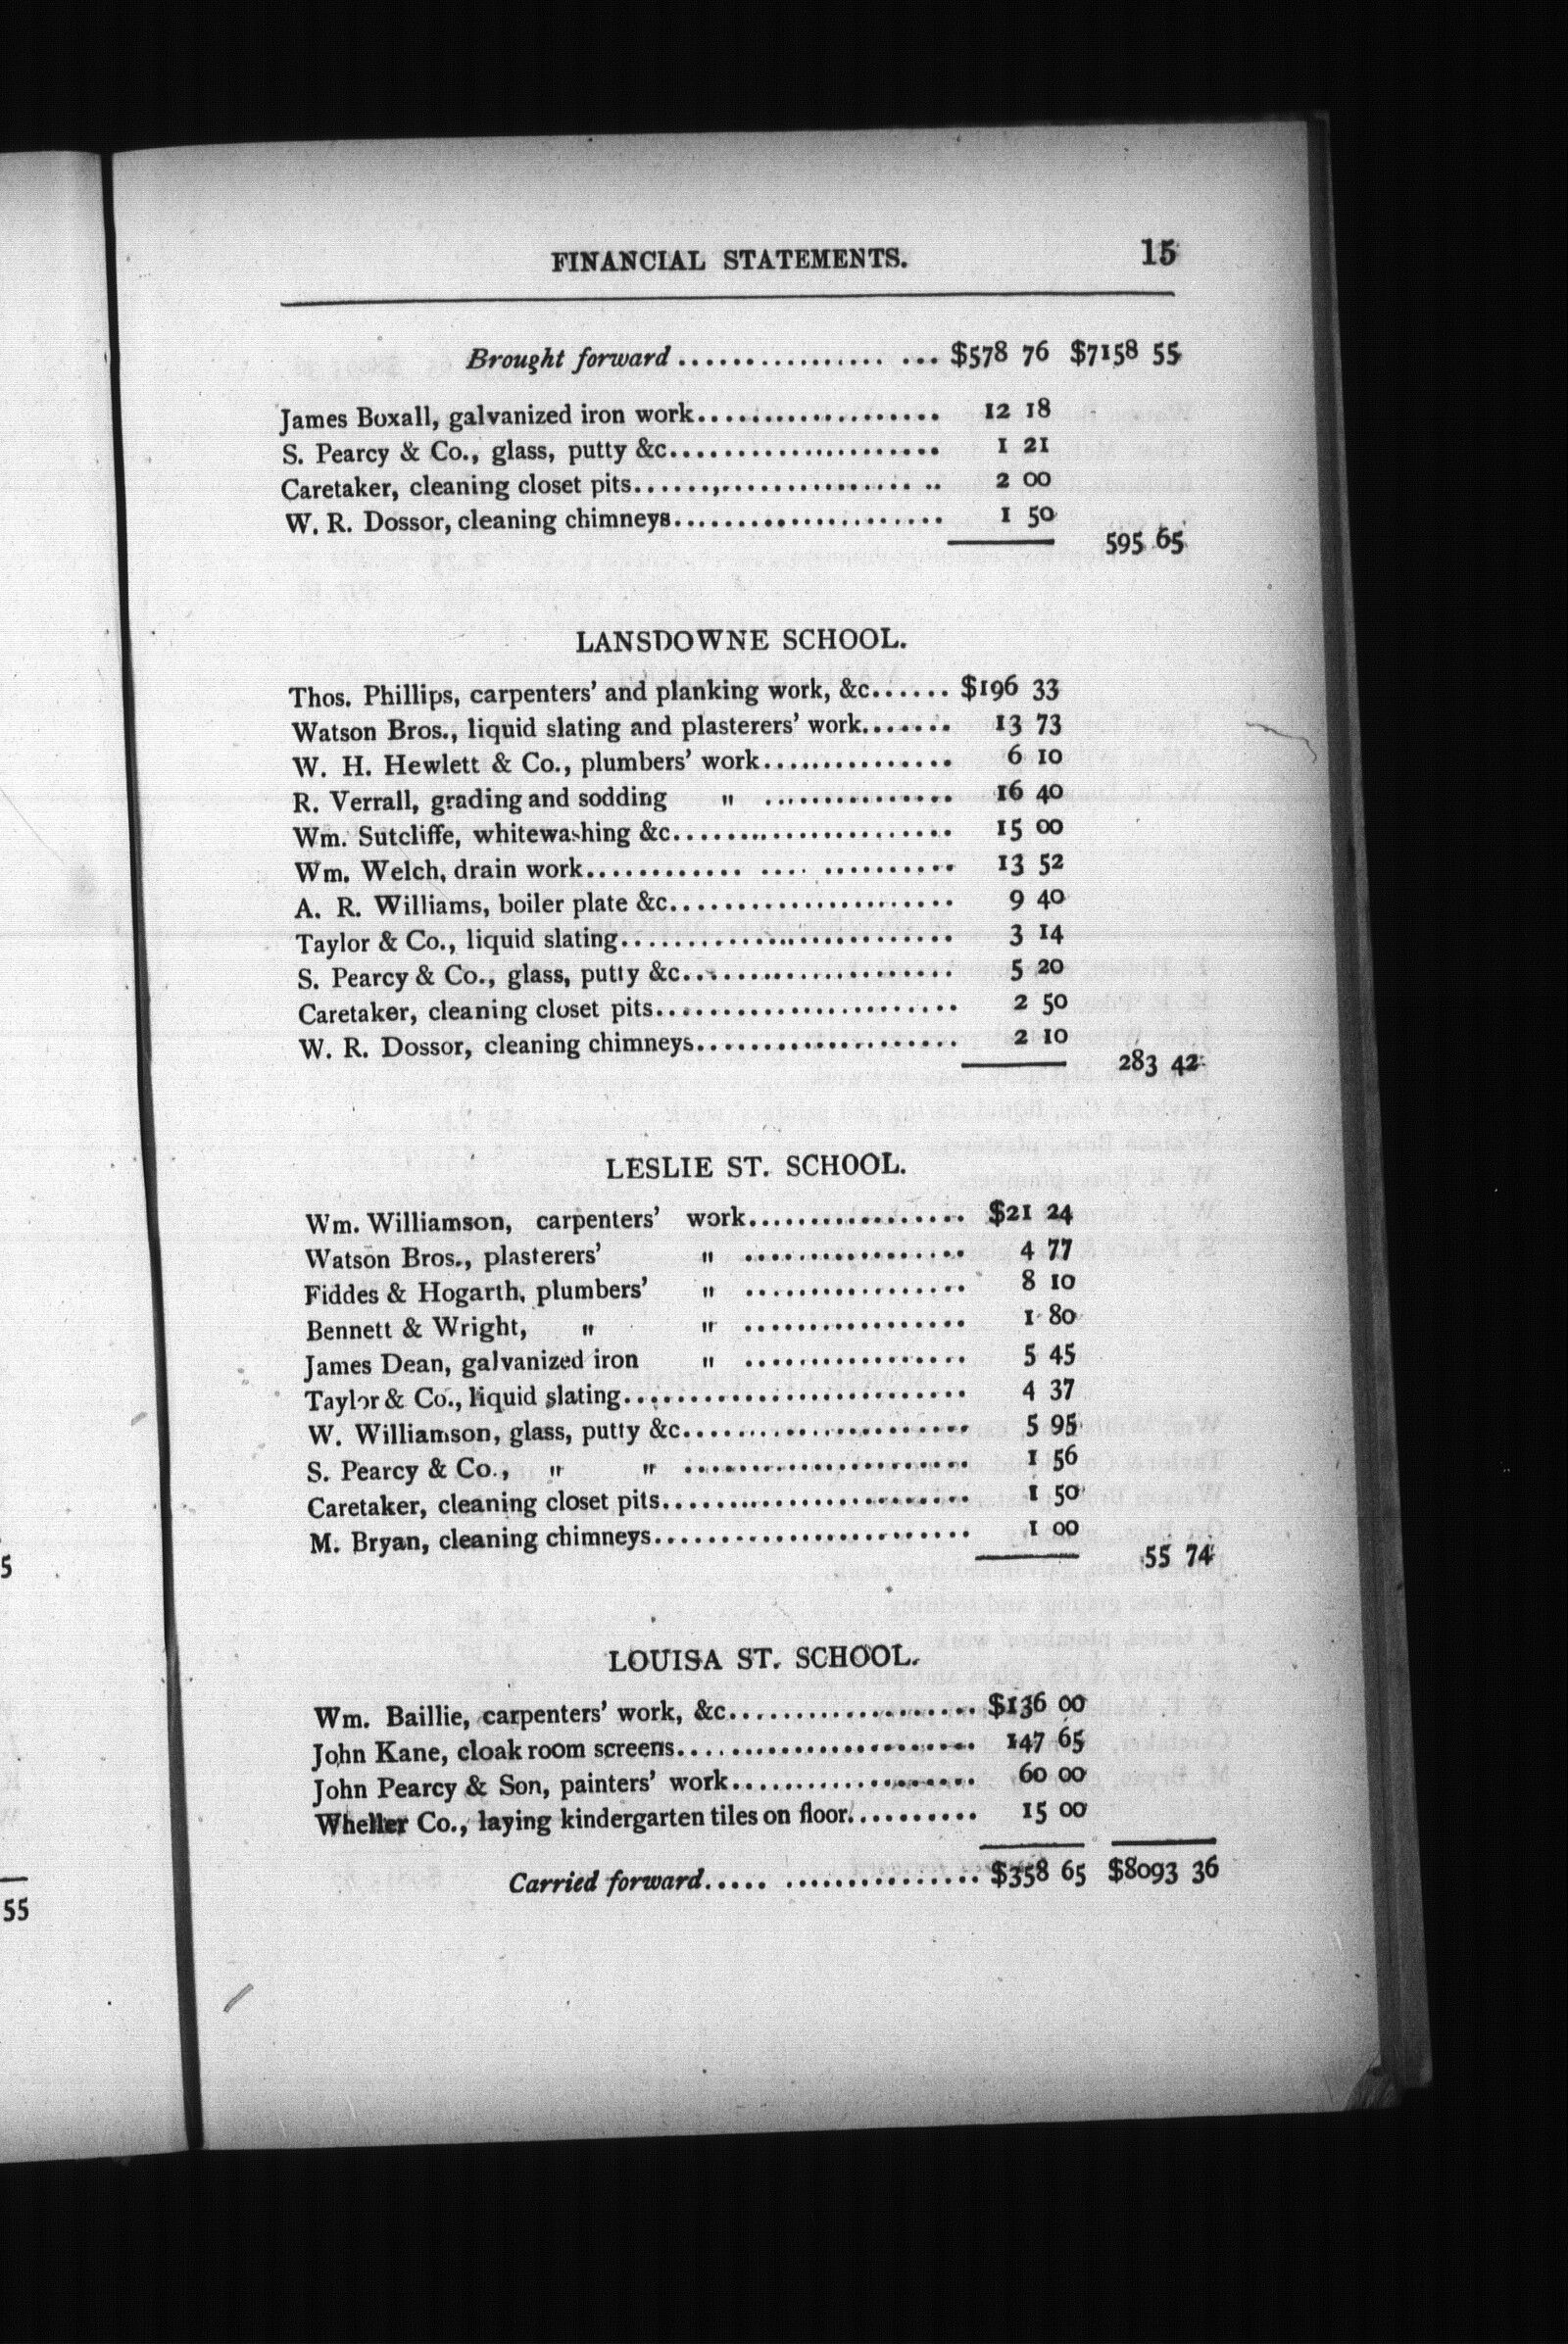 FINANCIAL STATEMENTS. 15
Brought forward ................ ... $578 76 $7158 55
James Boxall, galvanized iron work................... 12 18
S. Pearcy & Co., glass, putty &c..................... 1 21
Caretaker, cleaning closet pits......,.............. .. 2 00
W. R. Dossor, cleaning chimneys..................... 1 50
595 65
LANSDOWNE SCHOOL.
Thos. Phillips, carpenters' and planking work, &c...... $196 33
Watson Bros., liquid slating and plasterers' work....... 13 73
W. H. Hewlett & Co., plumbers' work............... 6 10
R. Verrall, grading and sodding " ............... 16 40
Wm. Sutcliffe, whitewashing &c..................... 15 00
Wm. Welch, drain work............ .... .......... 13 52
A. R. Williams, boiler plate &c...................... 9 40
Taylor & Co., liquid slating......................... 3 14
S. Pearcy & Co., glass, putty &c..................... 5 20
Caretaker, cleaning closet pits....................... 2 50
W. R. Dossor, cleaning chimneys.................... 2 10
283 42
LESLIE ST. SCHOOL.
Wm. Williamson, carpenters' work................. $21 24
Watson Bros., plasterers' " ................. 4 77
Fiddes & Hogarth, plumbers' " ................. 8 10
Bennett & Wright, " " ................. 1 80
James Dean, galvanized iron " ................. 5 45
Taylor & Co., liquid slating.......................... 4 37
W. Williamson, glass, putty &c...................... 5 95
S. Pearcy & Co., " " ...................... 1 56
Caretaker, cleaning closet pits....................... 1 50
M. Bryan, cleaning chimneys........................ 1 00
55 74
LOUISA ST. SCHOOL.
Wm. Baillie, carpenters' work, &c................... $136 00
John Kane, cloak room screens....................... 147 65
John Pearcy & Son, painters' work................... 60 00
Wheller Co., laying kindergarten tiles on floor.......... 15 00
Carried forward..... ............... $358 65 $8093 36
5
55